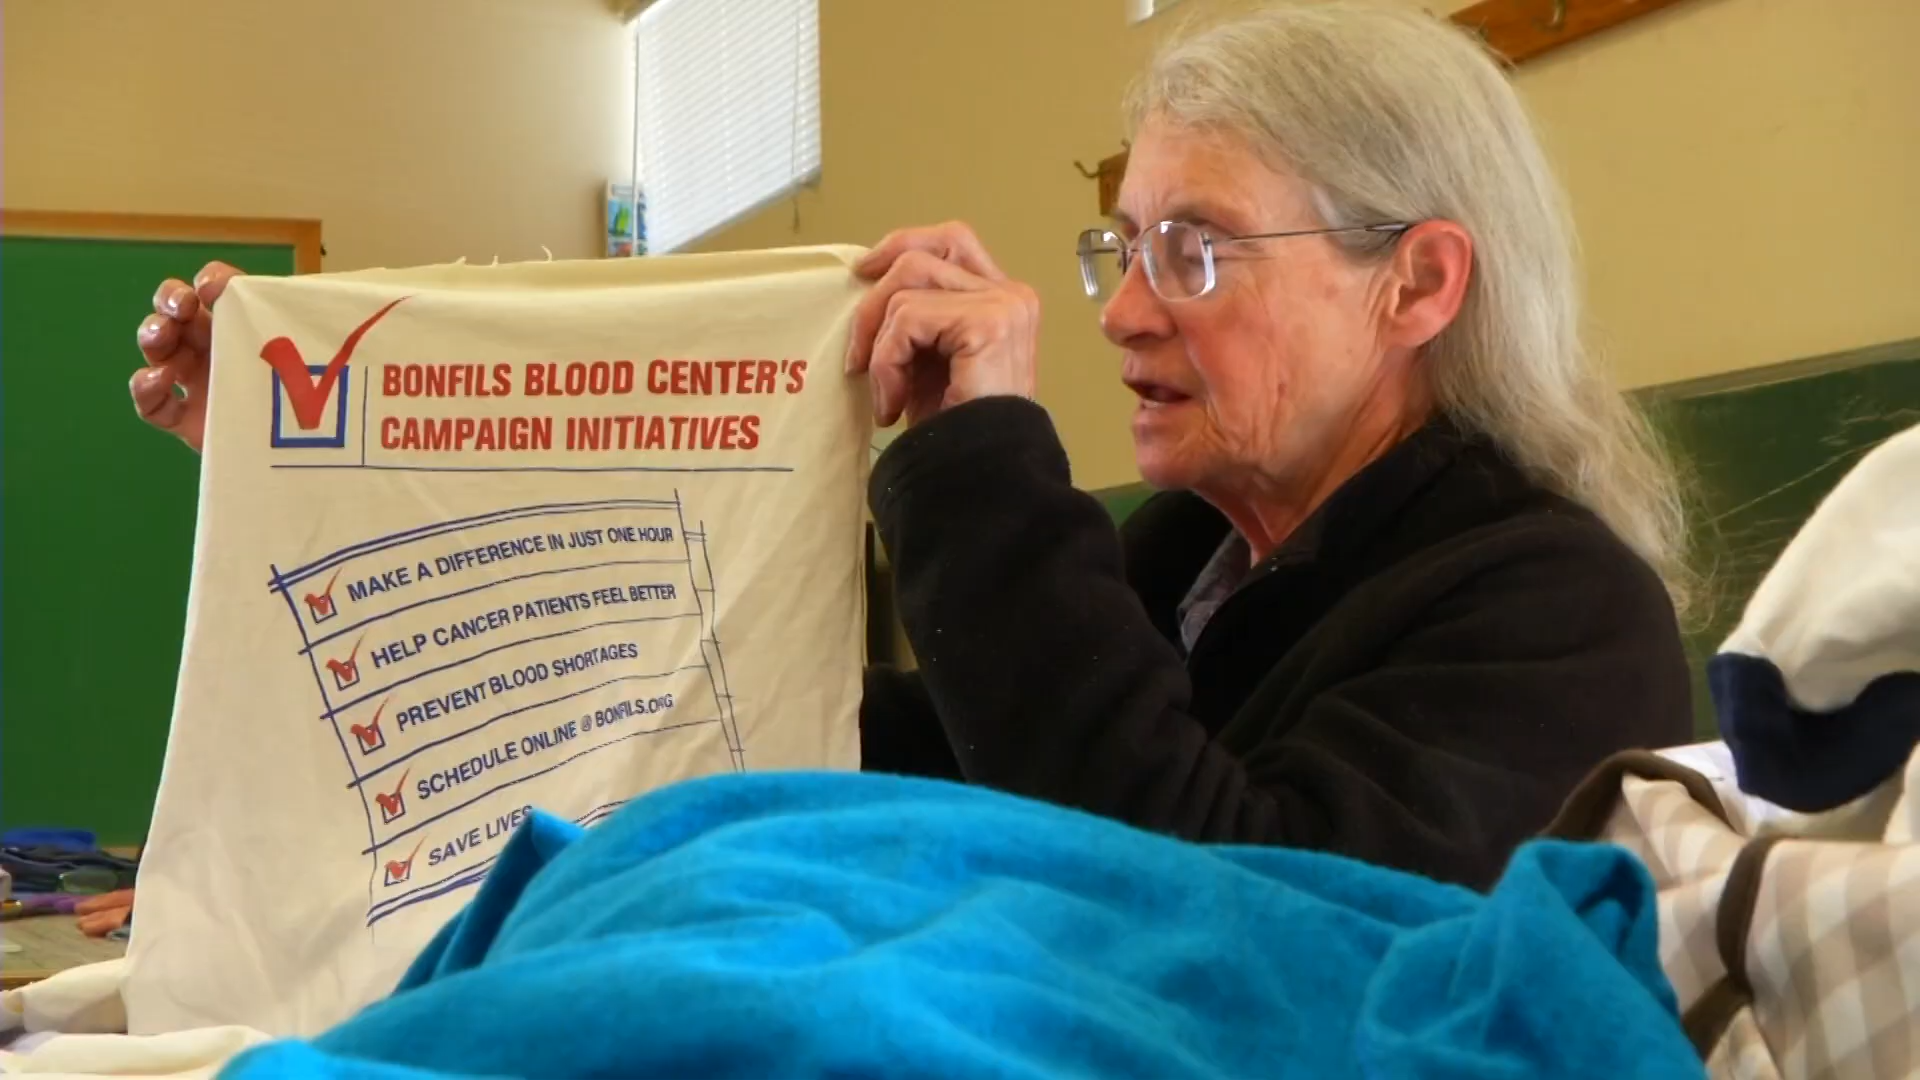 BONFILS BLOOD CENTER'S
CAMPAIGN INITIATIVES
MAKE A DIFFERENCE IN JUST ONE HOUR
HELP CANCER PATIENTS FEEL BETTER
PREVENT BLOOD SHORTAGES
SCHEDULE ONLINE @ BONFILS.ORG
SAVE LIVES